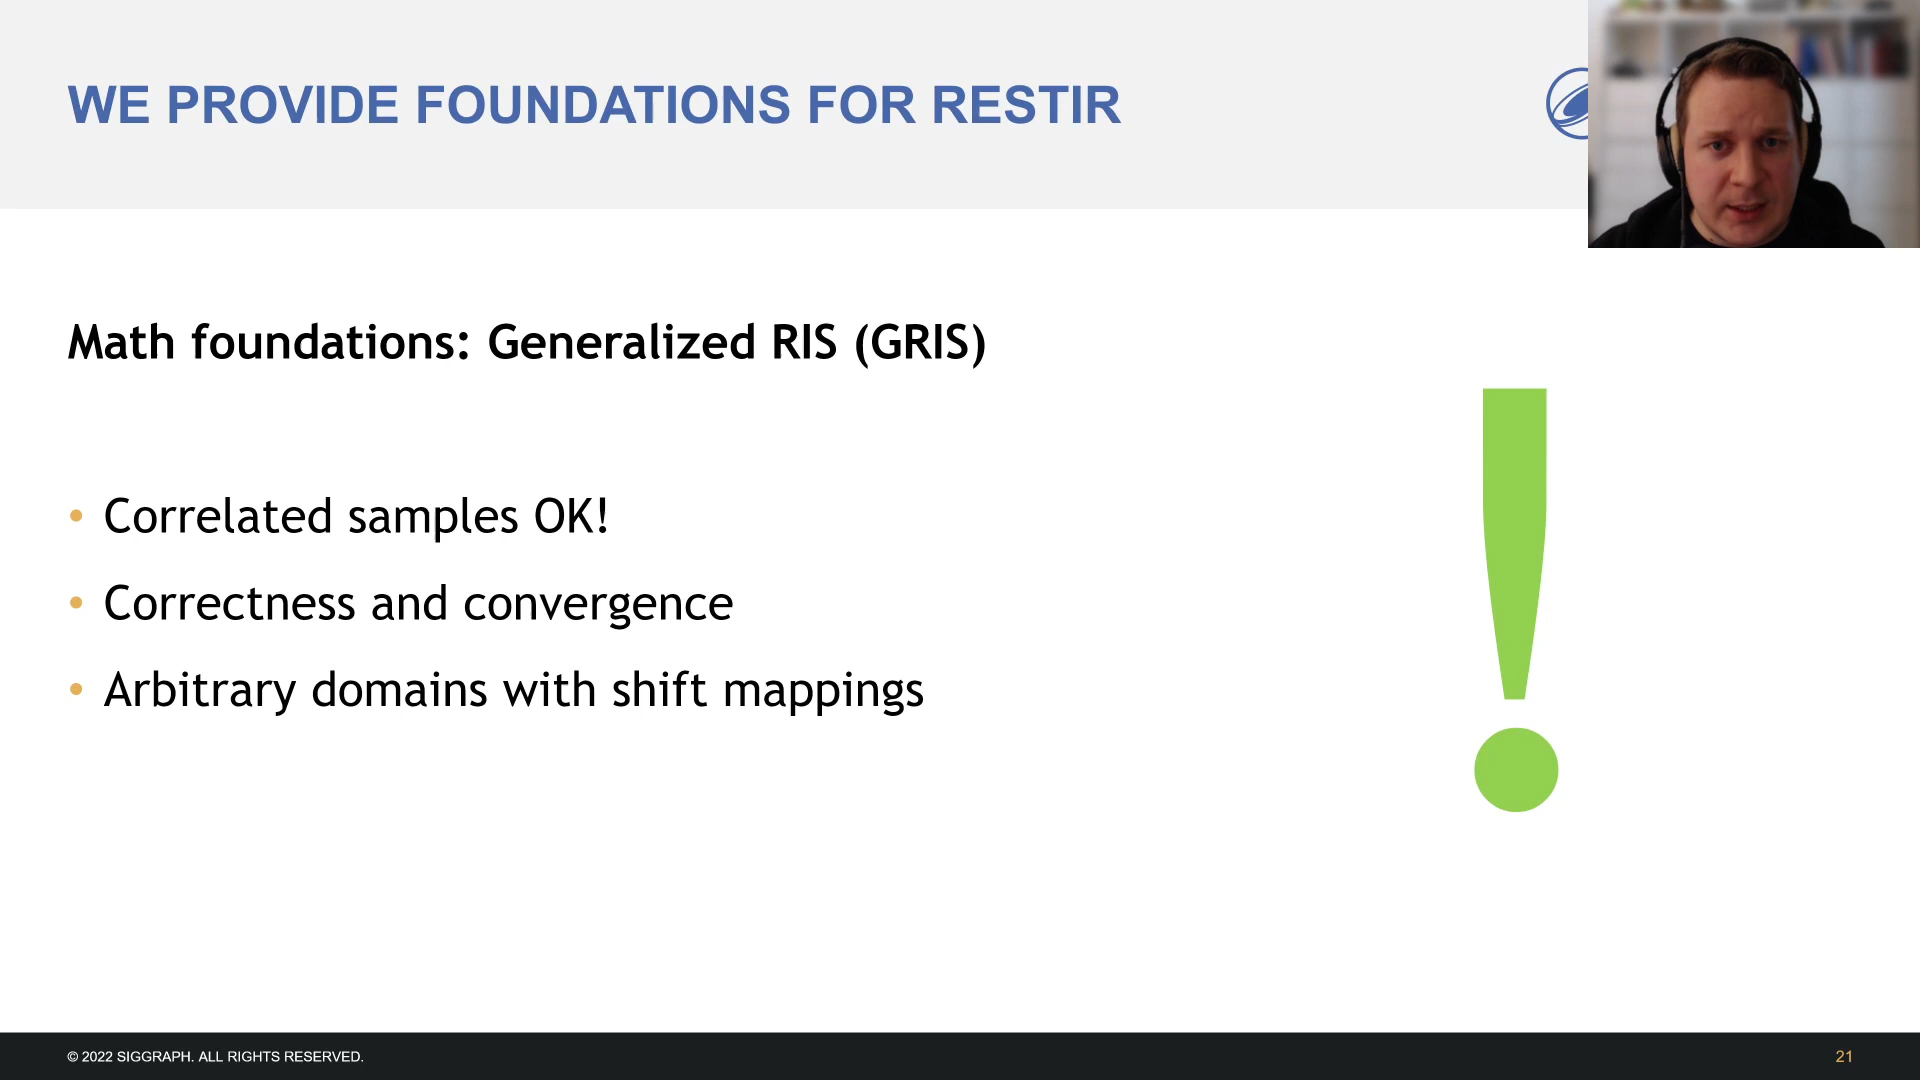 WE PROVIDE FOUNDATIONS FOR RESTIR
Math foundations: Generalized RIS (GRIS)
• Correlated samples OK!
• Correctness and convergence
• Arbitrary domains with shift mappings
!
© 2022 SIGGRAPH. ALL RIGHTS RESERVED.
21